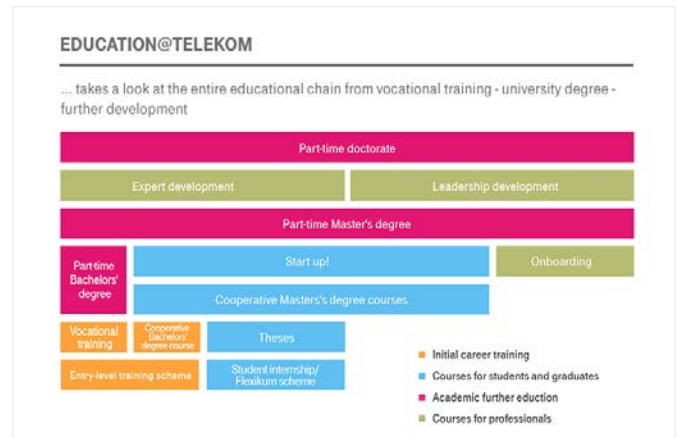 EDUCATION@TELEKOM
... takes a look at the entire educational chain from vocational training - university degree -
further development
Part-time doctorate
Expert development
Leadership development
Part-time Master's degree
Part-time
Bachelors'
degree
Start up!
Onboarding
Cooperative Masters's degree courses
Vocational
training
Cooperative
Bachelors'
degree course
Theses
Entry-level training scheme
Student internship/
Flexikum scheme
Initial career training
Courses for students and graduates
Academic further eduction
Courses for professionals